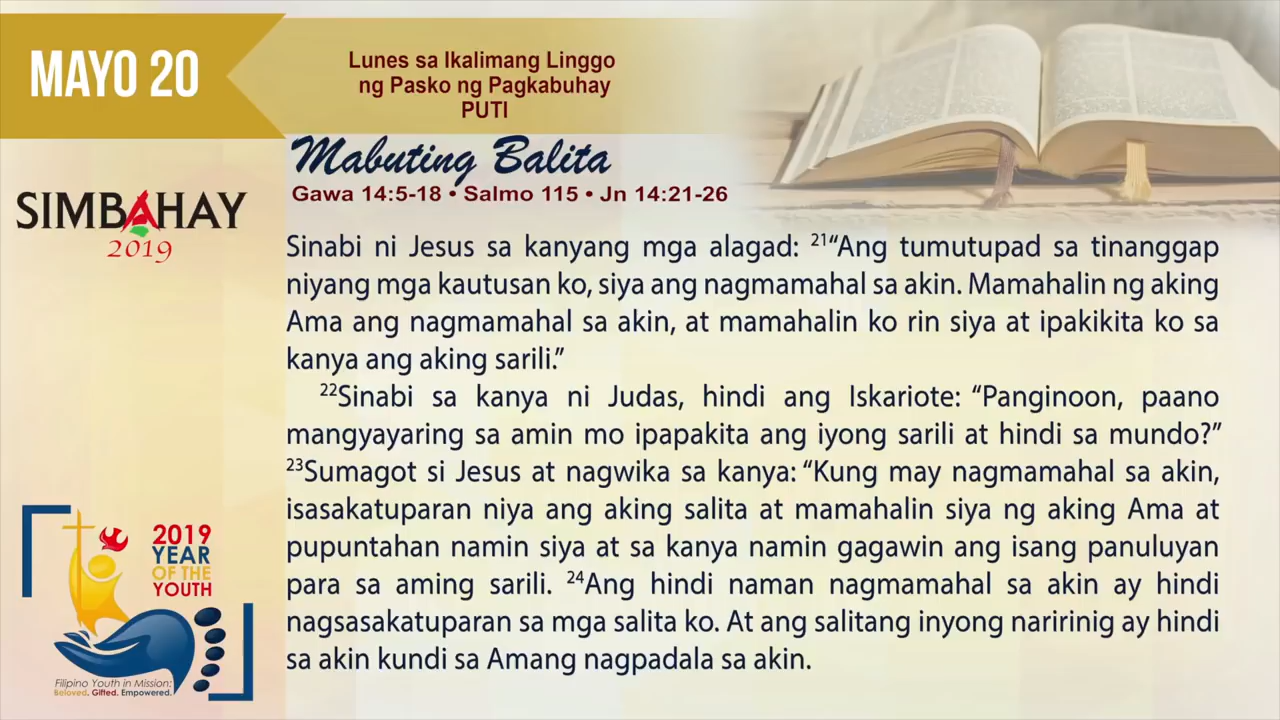 MAYO 20
Lunes sa Ikalimang Linggo
ng Pasko ng Pagkabuhay
PUTI
Mabuting Balita
Gawa 14:5-18 • Salmo 115 • Jn 14:21-26
SIMBAHAY
2019
Sinabi ni Jesus sa kanyang mga alagad: 21“Ang tumutupad sa tinanggap
niyang mga kautusan ko, siya ang nagmamahal sa akin. Mamahalin ng aking
Ama ang nagmamahal sa akin, at mamahalin ko rin siya at ipakikita ko sa
kanya ang aking sarili.”
22Sinabi sa kanya ni Judas, hindi ang Iskariote: “Panginoon, paano
mangyayaring sa amin mo ipapakita ang iyong sarili at hindi sa mundo?”
23Sumagot si Jesus at nagwika sa kanya: “Kung may nagmamahal sa akin,
isasakatuparan niya ang aking salita at mamahalin siya ng aking Ama at
pupuntahan namin siya at sa kanya namin gagawin ang isang panuluyan
para sa aming sarili. 24Ang hindi naman nagmamahal sa akin ay hindi
nagsasakatuparan sa mga salita ko. At ang salitang inyong naririnig ay hindi
sa akin kundi sa Amang nagpadala sa akin.
2019
YEAR
OF THE
YOUTH
Filipino Youth in Mission:
Beloved. Gifted. Empowered.